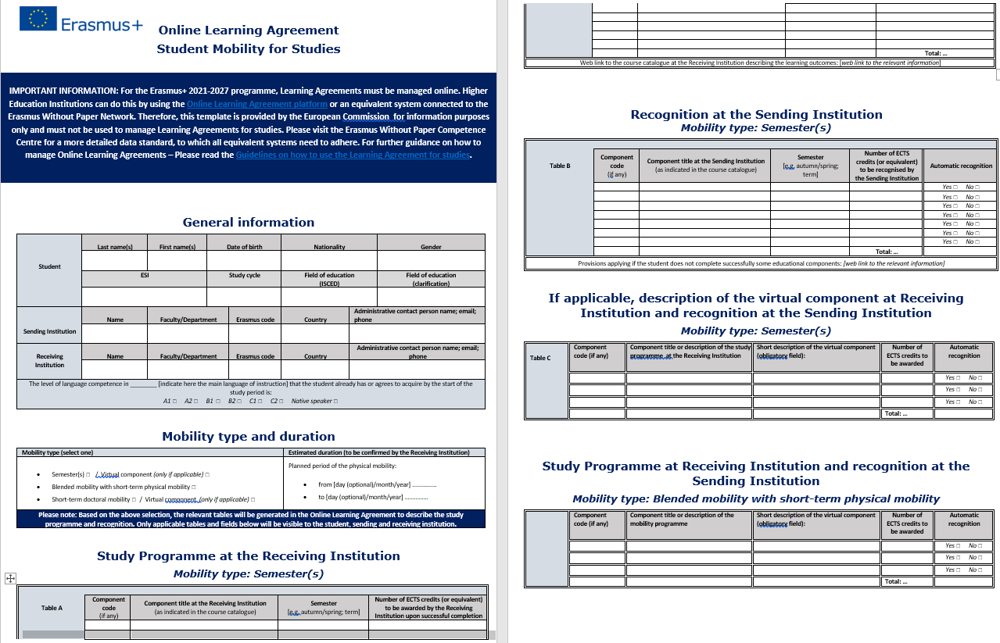 Erasmus+
Online Learning Agreement
Student Mobility for Studies
IMPORTANT INFORMATION: For the Erasmus+ 2021-2027 programme, Learning Agreements must be managed online. Higher
Education Institutions can do this by using the Online Learning Agreement platform or an equivalent system connected to the
Erasmus Without Paper Network. Therefore, this template is provided by the European Commission for information purposes
only and must not be used to manage Learning Agreements for studies. Please visit the Erasmus Without Paper Competence
Centre for a more detailed data standard, to which all equivalent systems need to adhere. For further guidance on how to
manage Online Learning Agreements – Please read the Guidelines on how to use the Learning Agreement for studies.
General information
Student
Last name(s) First name(s) Date of birth Nationality Gender
ESI Study cycle Field of education (ISCED) Field of education (clarification)
Sending Institution
Name Faculty/Department Erasmus code Country Administrative contact person name; email; phone
Receiving Institution
Name Faculty/Department Erasmus code Country Administrative contact person name; email; phone
The level of language competence in ________ [indicate here the main language of instruction] that the student already has or agrees to acquire by the start of the
study period is:
A1 □ A2 □ B1 □ B2 □ C1 □ C2 □ Native speaker □
Mobility type and duration
Mobility type (select one) Estimated duration (to be confirmed by the Receiving Institution)
• Semester(s) □ / Virtual component (only if applicable) □
• Blended mobility with short-term physical mobility □
• Short-term doctoral mobility □ / Virtual component (only if applicable) □
Planned period of the physical mobility:
• from [day (optional)/month/year] ……………
• to [day (optional)/month/year] ……………
Please note: Based on the above selection, the relevant tables will be generated in the Online Learning Agreement to describe the study
programme and recognition. Only applicable tables and fields below will be visible to the student, sending and receiving institution.
Study Programme at the Receiving Institution
Mobility type: Semester(s)
Table A
Component code (if any)
Component title at the Receiving Institution
(as indicated in the course catalogue)
Semester
[e.g. autumn/spring; term]
Number of ECTS credits (or equivalent)
to be awarded by the Receiving
Institution upon successful completion
Total: …
Web link to the course catalogue at the Receiving Institution describing the learning outcomes: [web link to the relevant information]
Recognition at the Sending Institution
Mobility type: Semester(s)
Table B
Component code (if any)
Component title at the Sending Institution
(as indicated in the course catalogue)
Semester
[e.g. autumn/spring;
term]
Number of ECTS
credits (or equivalent)
to be recognised by
the Sending Institution
Automatic recognition
Yes □ No □
Yes □ No □
Yes □ No □
Yes □ No □
Yes □ No □
Yes □ No □
Yes □ No □
Total: …
Provisions applying if the student does not complete successfully some educational components: [web link to the relevant information]
If applicable, description of the virtual component at Receiving
Institution and recognition at the Sending Institution
Mobility type: Semester(s)
Table C
Component
code (if any)
Component title or description of the study
programme at the Receiving Institution
Short description of the virtual component
(obligatory field):
Number of
ECTS credits to
be awarded
Automatic
recognition
Yes □ No □
Yes □ No □
Yes □ No □
Total: …
Study Programme at Receiving Institution and recognition at the
Sending Institution
Mobility type: Blended mobility with short-term physical mobility
Component
code (if any)
Component title or description of the
mobility programme
Short description of the virtual component
(obligatory field):
Number of
ECTS credits to
be awarded
Automatic
recognition
Yes □ No □
Yes □ No □
Yes □ No □
Total: …